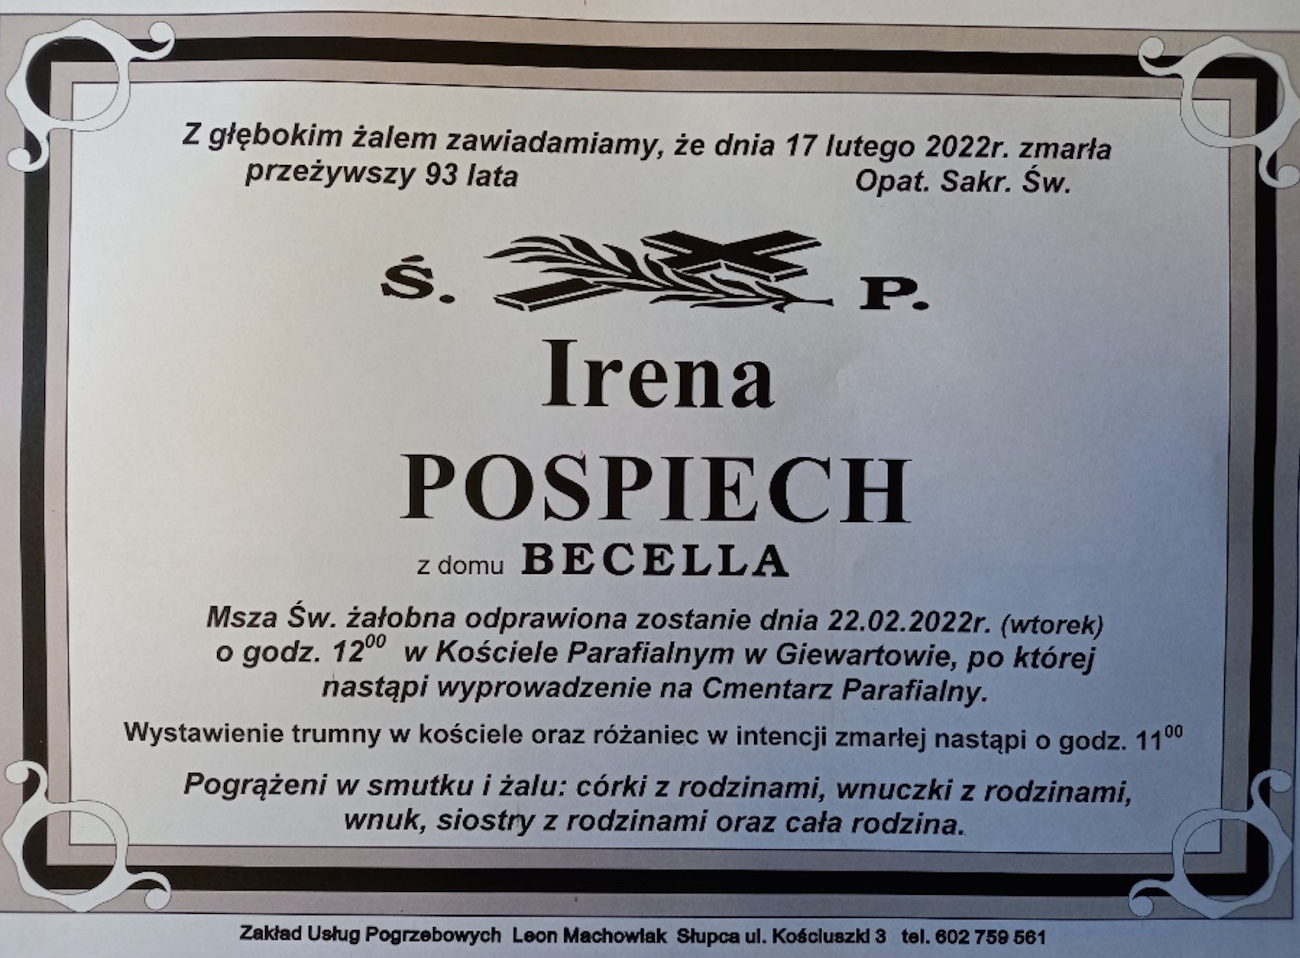 Z głębokim żalem zawiadamiamy, że dnia 17 lutego 2022r. zmarła
przeżywszy 93 lata Opat. Sakr. Św.
Ś. P.
Irena
POSPIECH
z domu BECELLA
Msza Św. żałobna odprawiona zostanie dnia 22.02.2022r. (wtorek)
o godz. 12⁰⁰ w Kościele Parafialnym w Giewartowie, po której
nastąpi wyprowadzenie na Cmentarz Parafialny.
Wystawienie trumny w kościele oraz różaniec w intencji zmarłej nastąpi o godz. 11⁰⁰
Pogrążeni w smutku i żalu: córki z rodzinami, wnuczki z rodzinami,
wnuk, siostry z rodzinami oraz cała rodzina.
Zakład Usług Pogrzebowych Leon Machowiak Słupca ul. Kościuszki 3 tel. 602 759 561